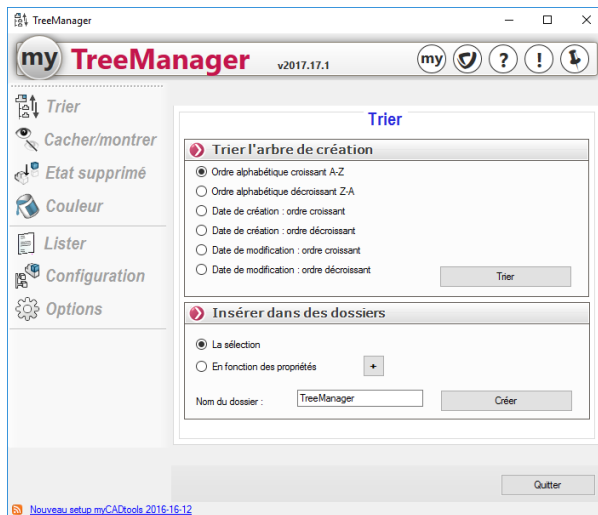 TreeManager
my TreeManager v2017.17.1 my ? !
Trier
Cacher/montrer
Etat supprimé
Couleur
Lister
Configuration
Options
Trier
Trier l'arbre de création
Ordre alphabétique croissant A-Z
Ordre alphabétique décroissant Z-A
Date de création : ordre croissant
Date de création : ordre décroissant
Date de modification : ordre croissant
Date de modification : ordre décroissant
Trier
Insérer dans des dossiers
La sélection
En fonction des propriétés +
Nom du dossier : TreeManager Créer
Quitter
Nouveau setup myCADtools 2016-16-12